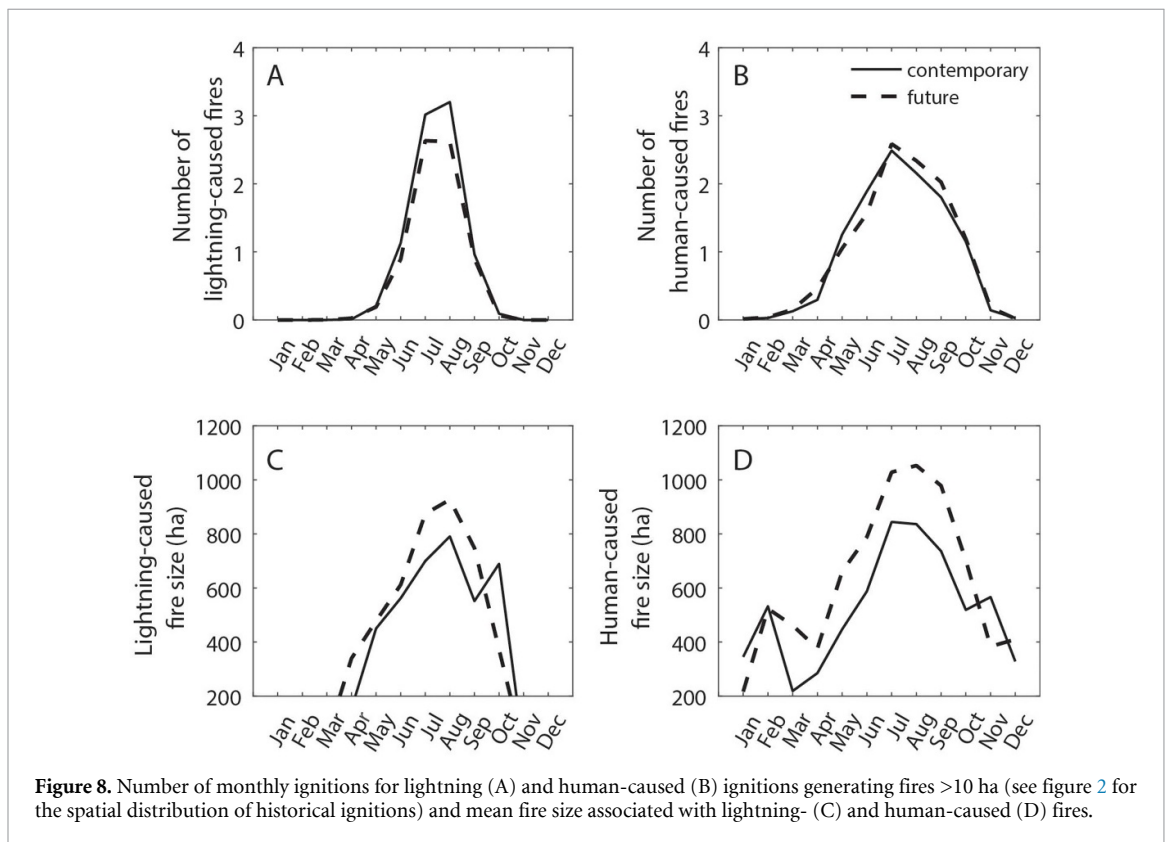 A
Number of
lightning-caused fires
4
3
2
1
0
Jan
Feb
Mar
Apr
May
Jun
Jul
Aug
Sep
Oct
Nov
Dec
B
contemporary
future
Number of
human-caused fires
4
3
2
1
0
Jan
Feb
Mar
Apr
May
Jun
Jul
Aug
Sep
Oct
Nov
Dec
C
Lightning-caused
fire size (ha)
1200
1000
800
600
400
200
Jan
Feb
Mar
Apr
May
Jun
Jul
Aug
Sep
Oct
Nov
Dec
D
Human-caused
fire size (ha)
1200
1000
800
600
400
200
Jan
Feb
Mar
Apr
May
Jun
Jul
Aug
Sep
Oct
Nov
Dec
Figure 8. Number of monthly ignitions for lightning (A) and human-caused (B) ignitions generating fires >10 ha (see figure 2 for
the spatial distribution of historical ignitions) and mean fire size associated with lightning- (C) and human-caused (D) fires.